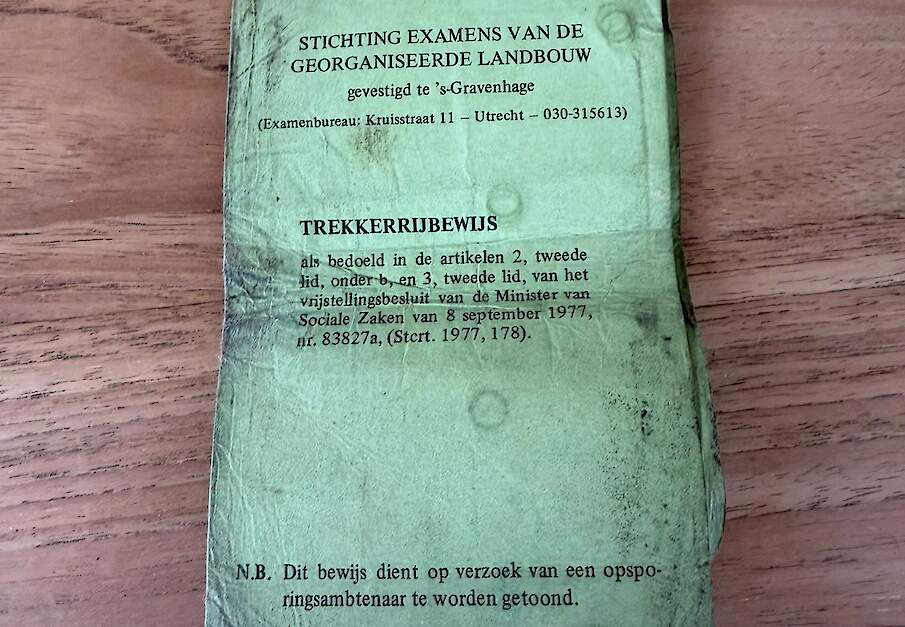 STICHTING EXAMENS VAN DE
GEORGANISEERDE LANDBOUW
gevestigd te 's-Gravenhage
(Examenbureau: Kruisstraat 11 – Utrecht – 030-315613)
TREKKERRIJBEWIJS
als bedoeld in de artikelen 2, tweede
lid, onder b, en 3, tweede lid, van het
vrijstellingsbesluit van de Minister van
Sociale Zaken van 8 september 1977,
nr. 83827a, (Stcrt. 1977, 178).
N.B. Dit bewijs dient op verzoek van een opspo-
ringsambtenaar te worden getoond.